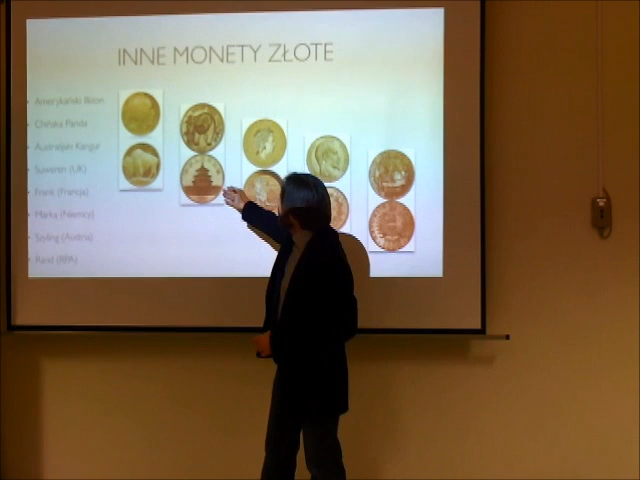 INNE MONETY ZŁOTE
• Amerykański Bizon
• Chińska Panda
• Australijski Kangur
• Suweren (UK)
• Frank (Francja)
• Marka (Niemcy)
• Szyling (Austria)
• Rand (RPA)